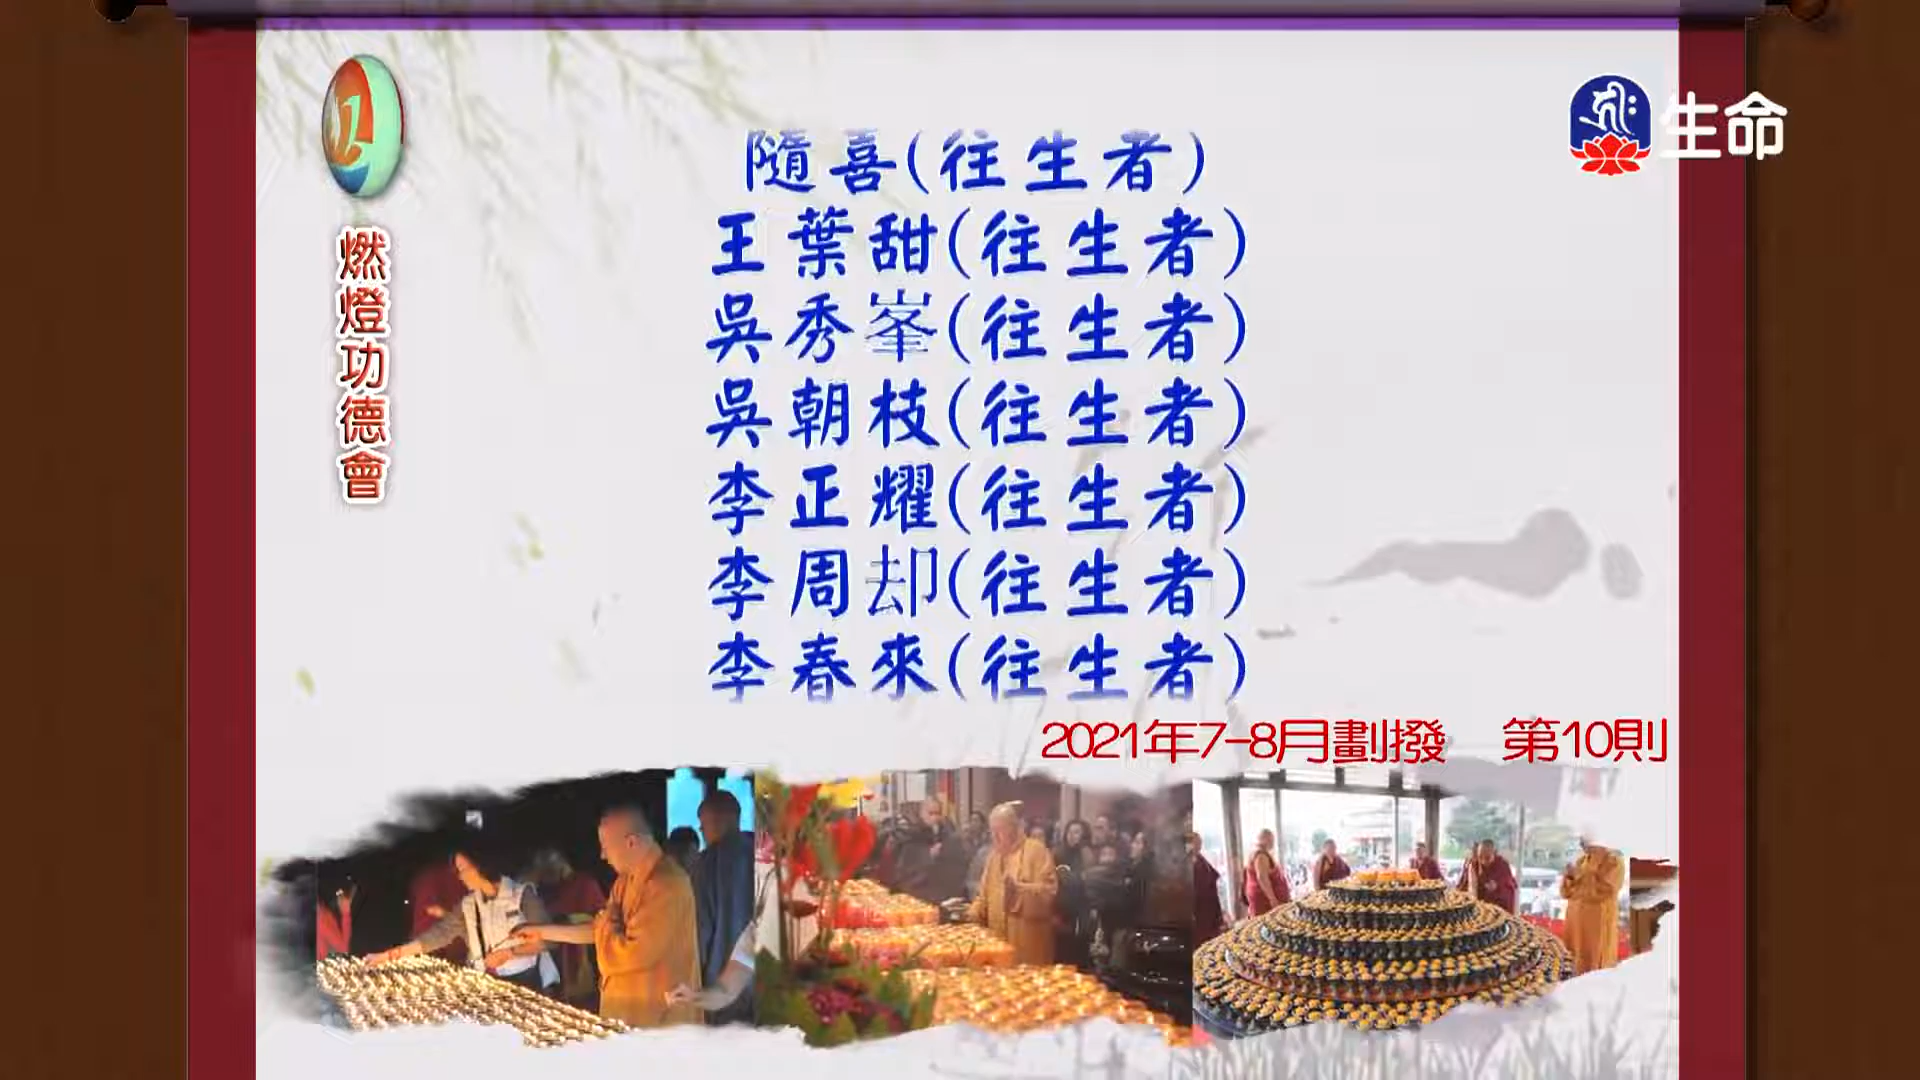 生命
燃燈功德會
隨喜(往生者)
王葉甜(往生者)
吳秀峯(往生者)
吳朝枝(往生者)
李正耀(往生者)
李周却(往生者)
李春來(往生者)
2021年7-8月劃撥 第10則